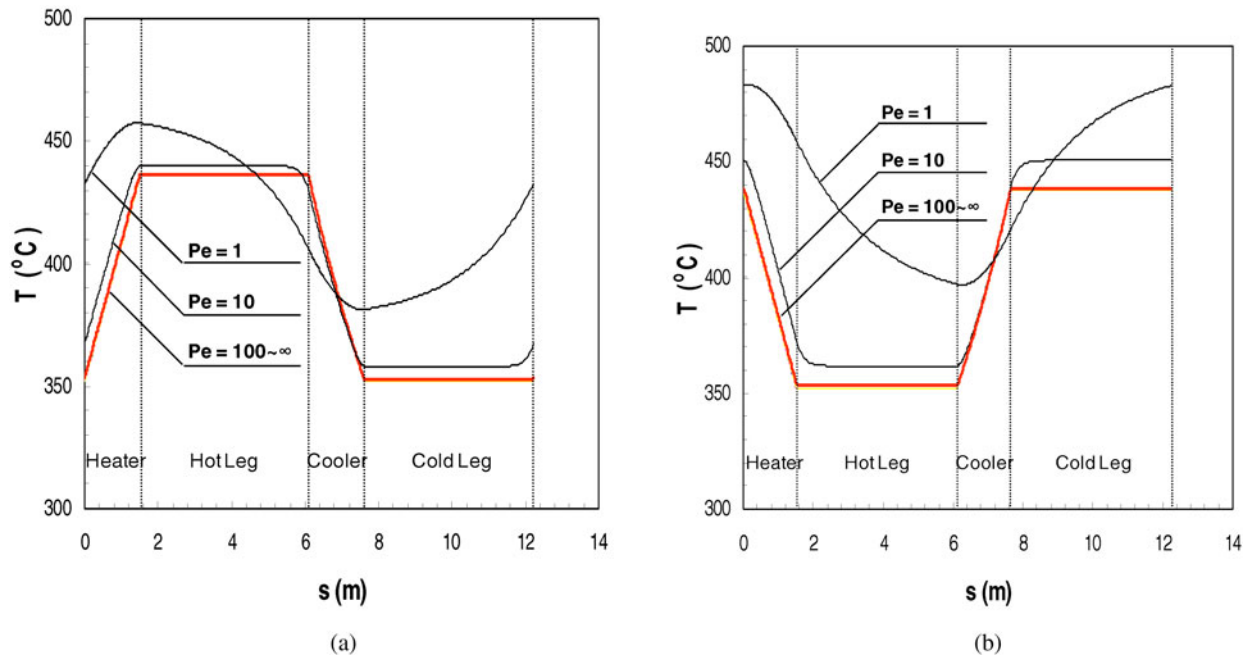 500
450
400
350
300
T (°C)
Pe = 1
Pe = 10
Pe = 100~∞
Heater
Hot Leg
Cooler
Cold Leg
0
2
4
6
8
10
12
14
s (m)
(a)
500
450
400
350
300
T (°C)
Pe = 1
Pe = 10
Pe = 100~∞
Heater
Hot Leg
Cooler
Cold Leg
0
2
4
6
8
10
12
14
s (m)
(b)